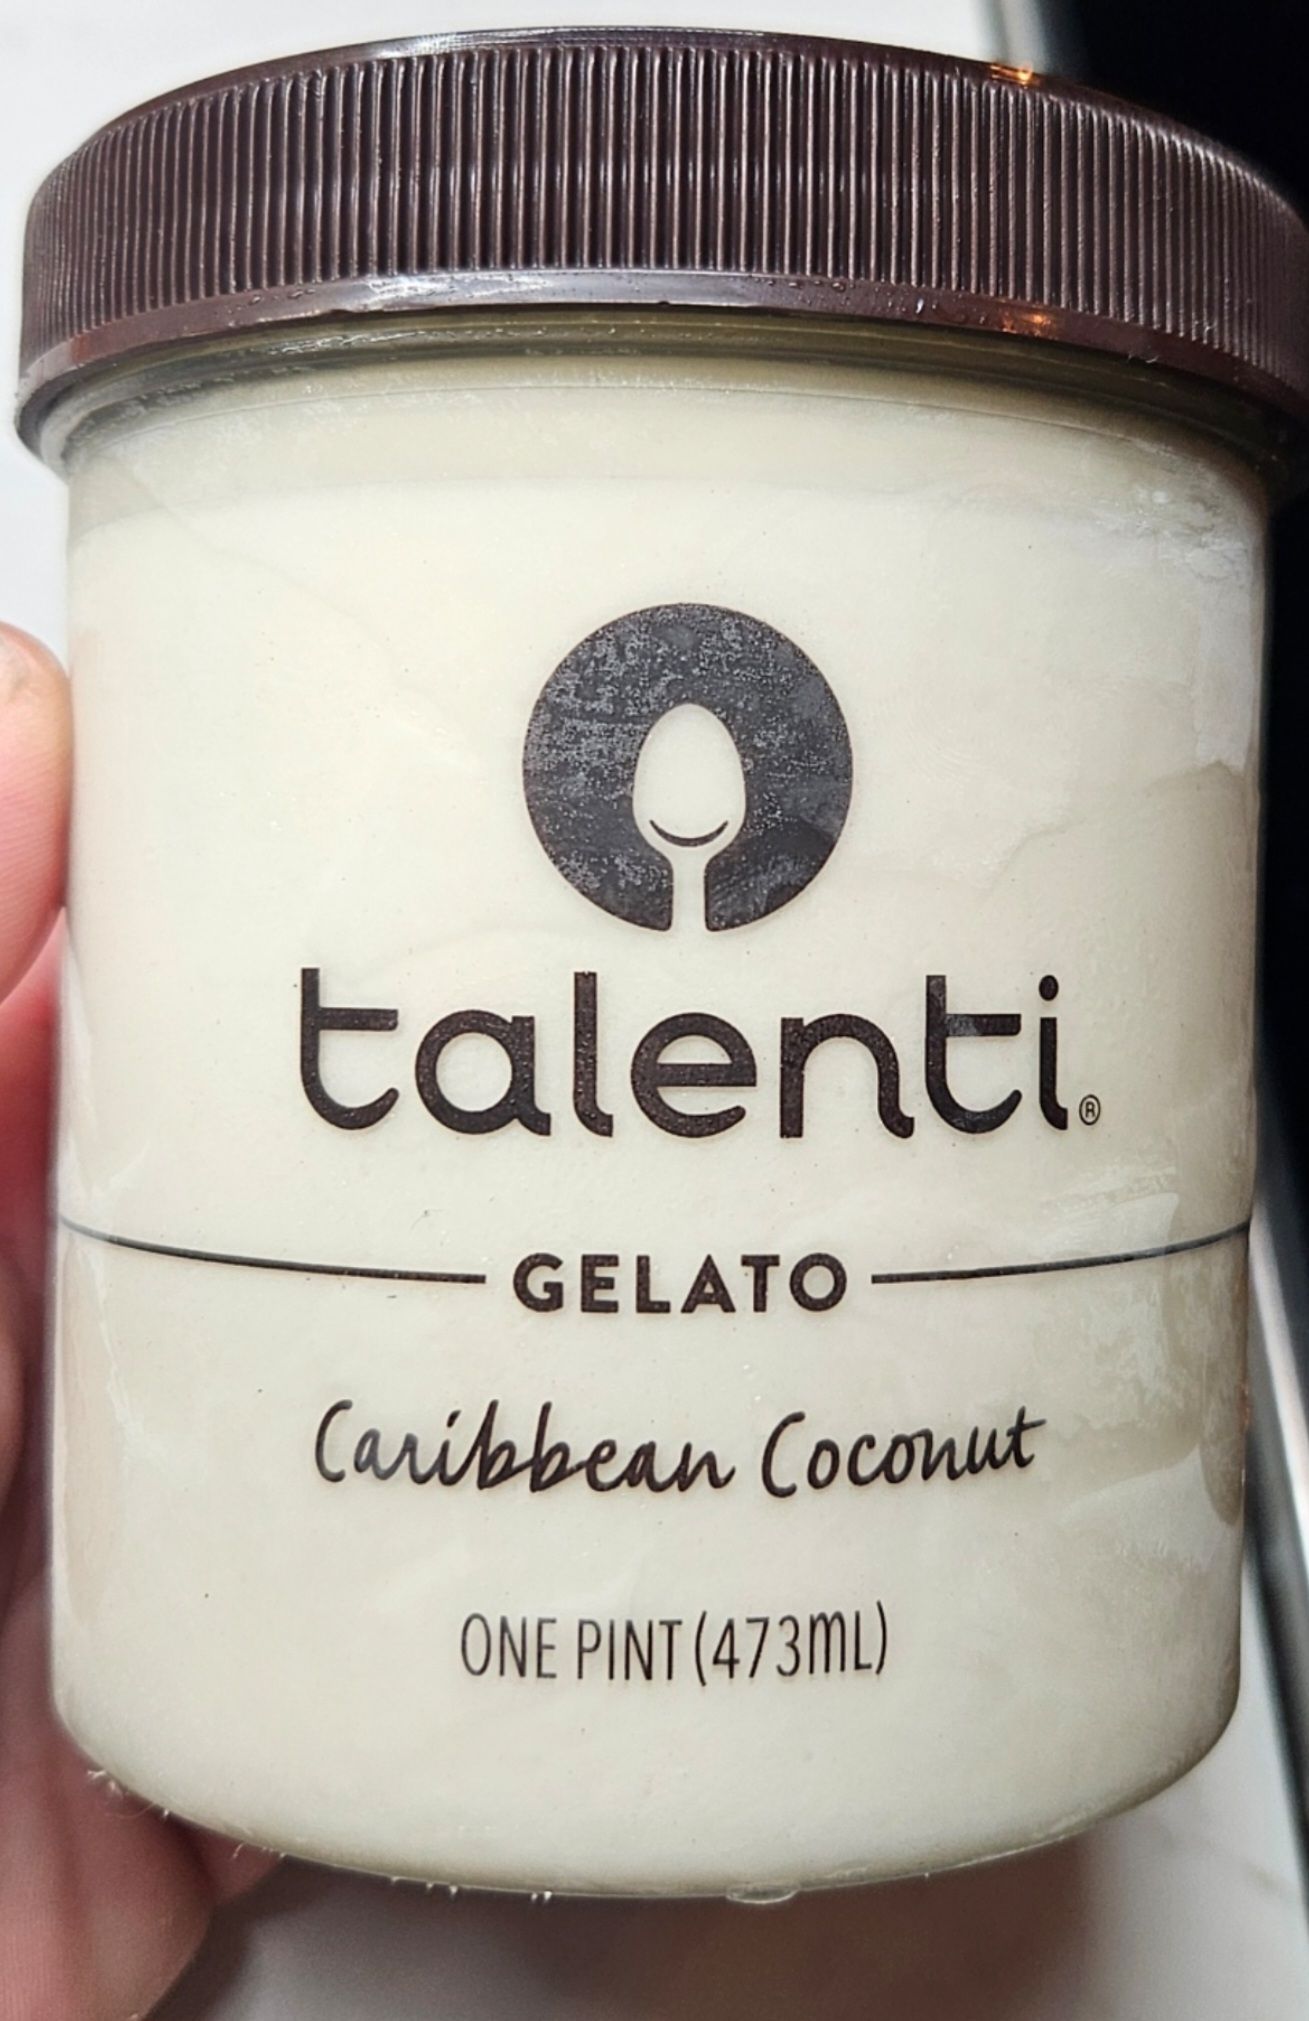 talenti®
GELATO
Caribbean Coconut
ONE PINT (473mL)